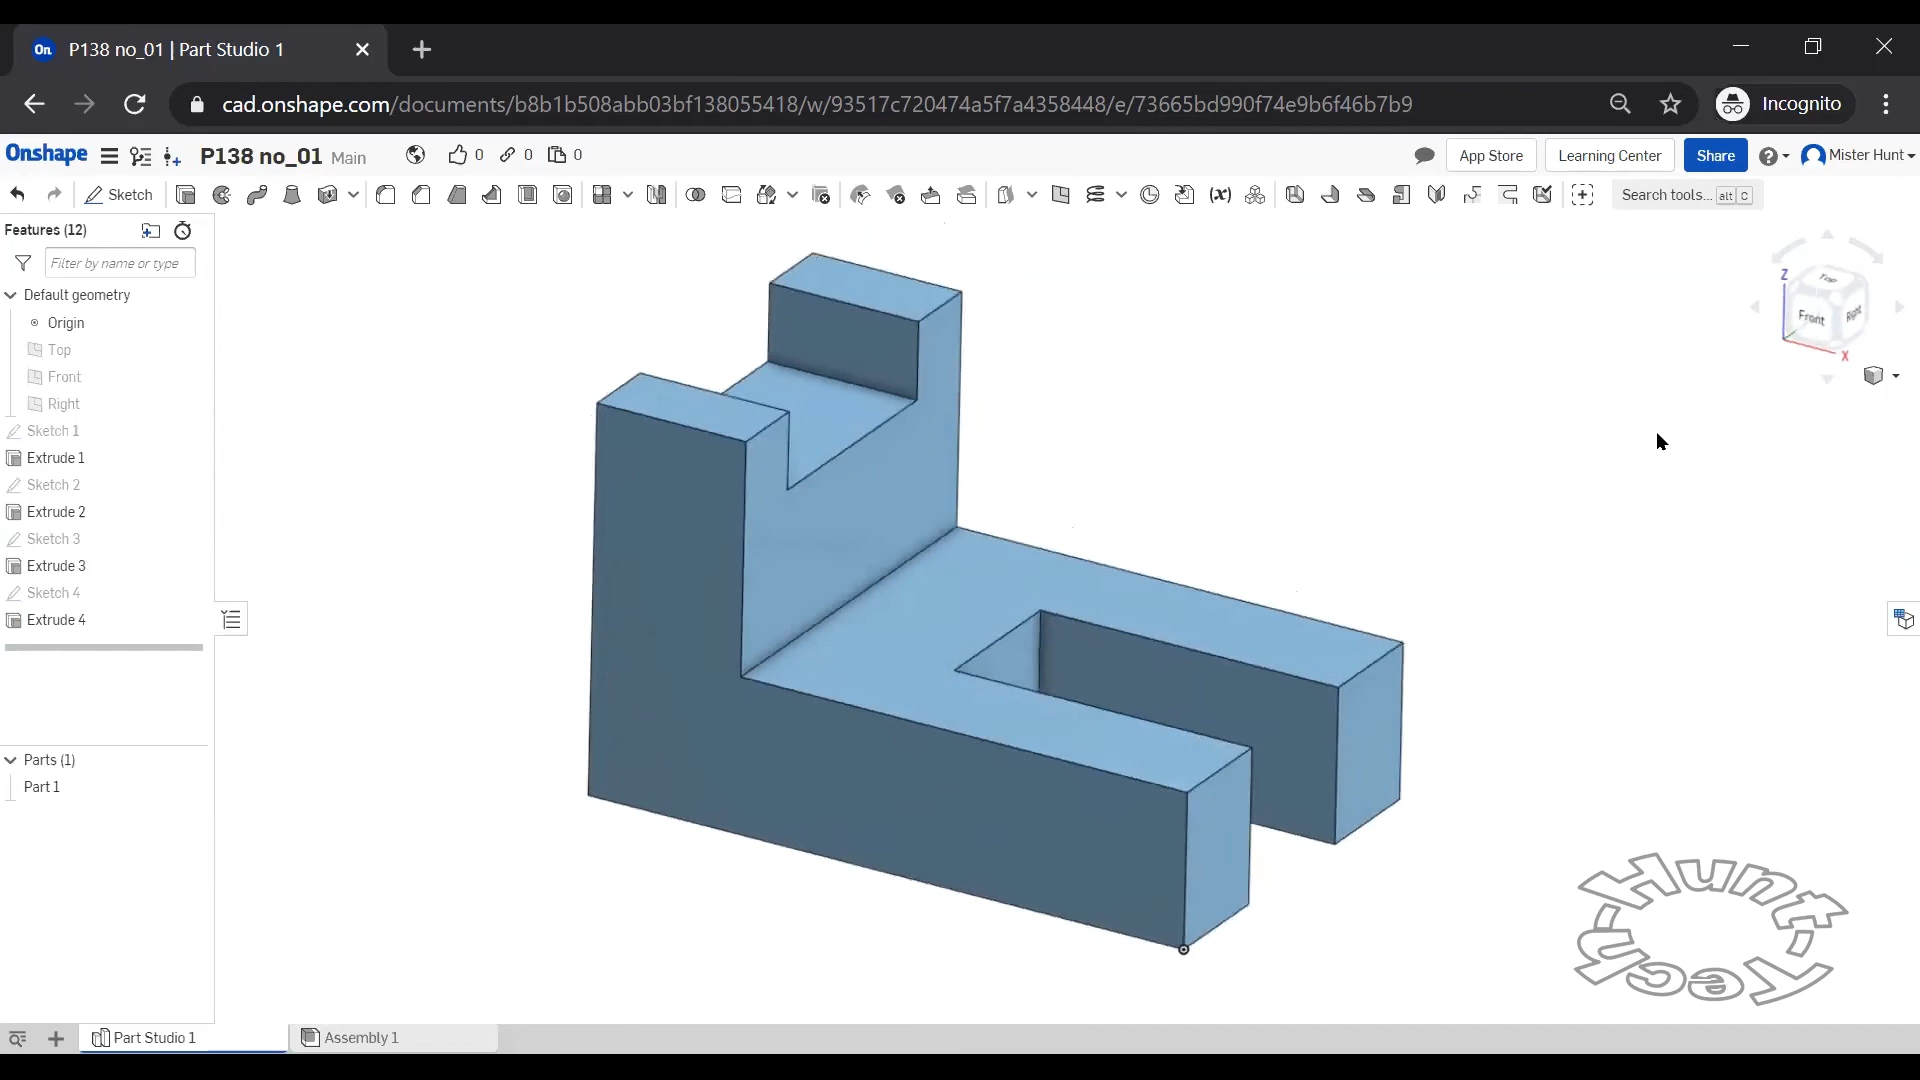 On P138 no_01 | Part Studio 1
cad.onshape.com/documents/b8b1b508abb03bf138055418/w/93517c720474a5f7a4358448/e/73665bd990f74e9b6f46b7b9
Incognito
Onshape P138 no_01 Main 0 0 0 App Store Learning Center Share Mister Hunt
Sketch (x) Search tools... alt c
Features (12)
Filter by name or type
Default geometry
Origin
Top
Front
Right
Sketch 1
Extrude 1
Sketch 2
Extrude 2
Sketch 3
Extrude 3
Sketch 4
Extrude 4
Parts (1)
Part 1
Z
Top
Front
Right
X
Hunt
Tech
Part Studio 1 Assembly 1